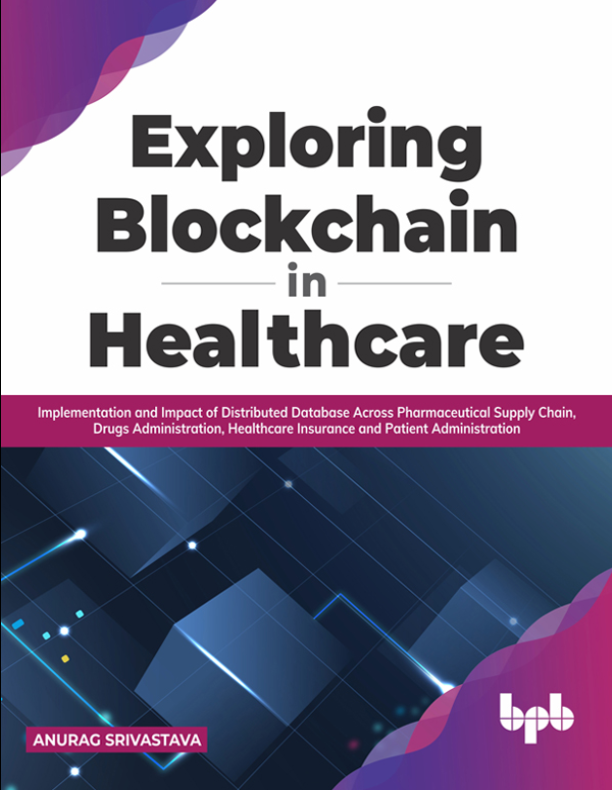 Exploring
Blockchain
in
Healthcare
Implementation and Impact of Distributed Database Across Pharmaceutical Supply Chain,
Drugs Administration, Healthcare Insurance and Patient Administration
bpb
ANURAG SRIVASTAVA